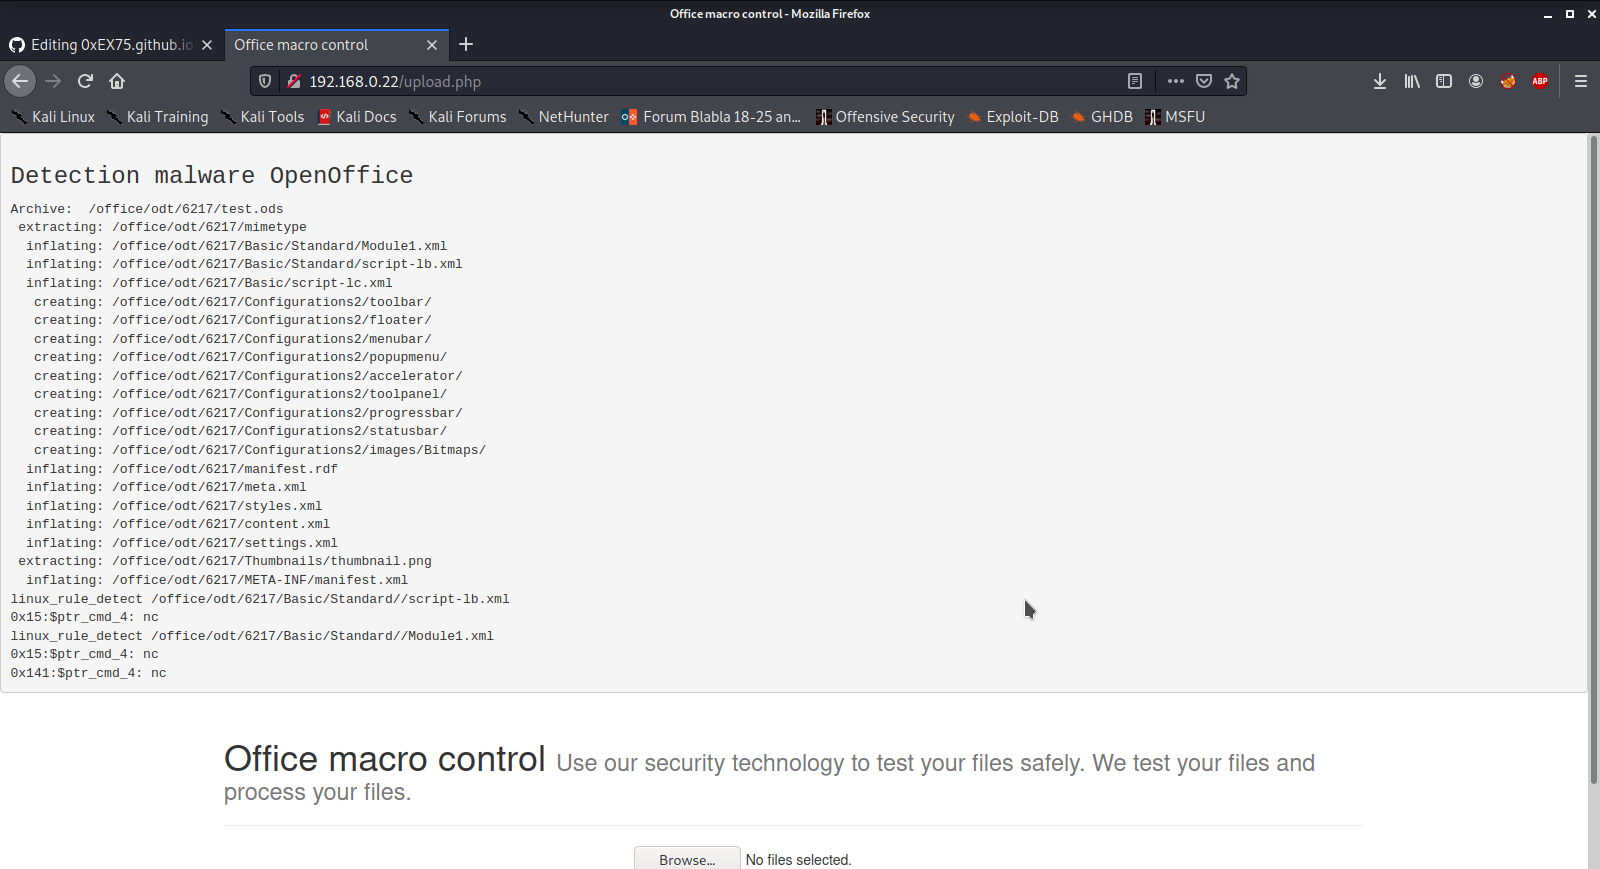 Office macro control - Mozilla Firefox
Editing 0xEX75.github.io
Office macro control
192.168.0.22/upload.php
ABP
Kali Linux
Kali Training
Kali Tools
Kali Docs
Kali Forums
NetHunter
Forum Blabla 18-25 an...
Offensive Security
Exploit-DB
GHDB
MSFU
Detection malware OpenOffice
Archive:  /office/odt/6217/test.ods
 extracting: /office/odt/6217/mimetype
  inflating: /office/odt/6217/Basic/Standard/Module1.xml
  inflating: /office/odt/6217/Basic/Standard/script-lb.xml
  inflating: /office/odt/6217/Basic/script-lc.xml
   creating: /office/odt/6217/Configurations2/toolbar/
   creating: /office/odt/6217/Configurations2/floater/
   creating: /office/odt/6217/Configurations2/menubar/
   creating: /office/odt/6217/Configurations2/popupmenu/
   creating: /office/odt/6217/Configurations2/accelerator/
   creating: /office/odt/6217/Configurations2/toolpanel/
   creating: /office/odt/6217/Configurations2/progressbar/
   creating: /office/odt/6217/Configurations2/statusbar/
   creating: /office/odt/6217/Configurations2/images/Bitmaps/
  inflating: /office/odt/6217/manifest.rdf
  inflating: /office/odt/6217/meta.xml
  inflating: /office/odt/6217/styles.xml
  inflating: /office/odt/6217/content.xml
  inflating: /office/odt/6217/settings.xml
 extracting: /office/odt/6217/Thumbnails/thumbnail.png
  inflating: /office/odt/6217/META-INF/manifest.xml
linux_rule_detect /office/odt/6217/Basic/Standard//script-lb.xml
0x15:$ptr_cmd_4: nc
linux_rule_detect /office/odt/6217/Basic/Standard//Module1.xml
0x15:$ptr_cmd_4: nc
0x141:$ptr_cmd_4: nc
Office macro control Use our security technology to test your files safely. We test your files and
process your files.
Browse... No files selected.